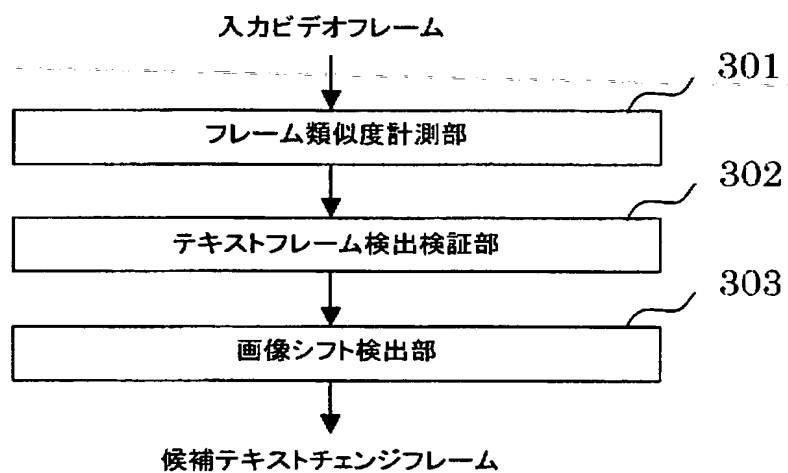 入力ビデオフレーム
301
フレーム類似度計測部
302
テキストフレーム検出検証部
303
画像シフト検出部
候補テキストチェンジフレーム